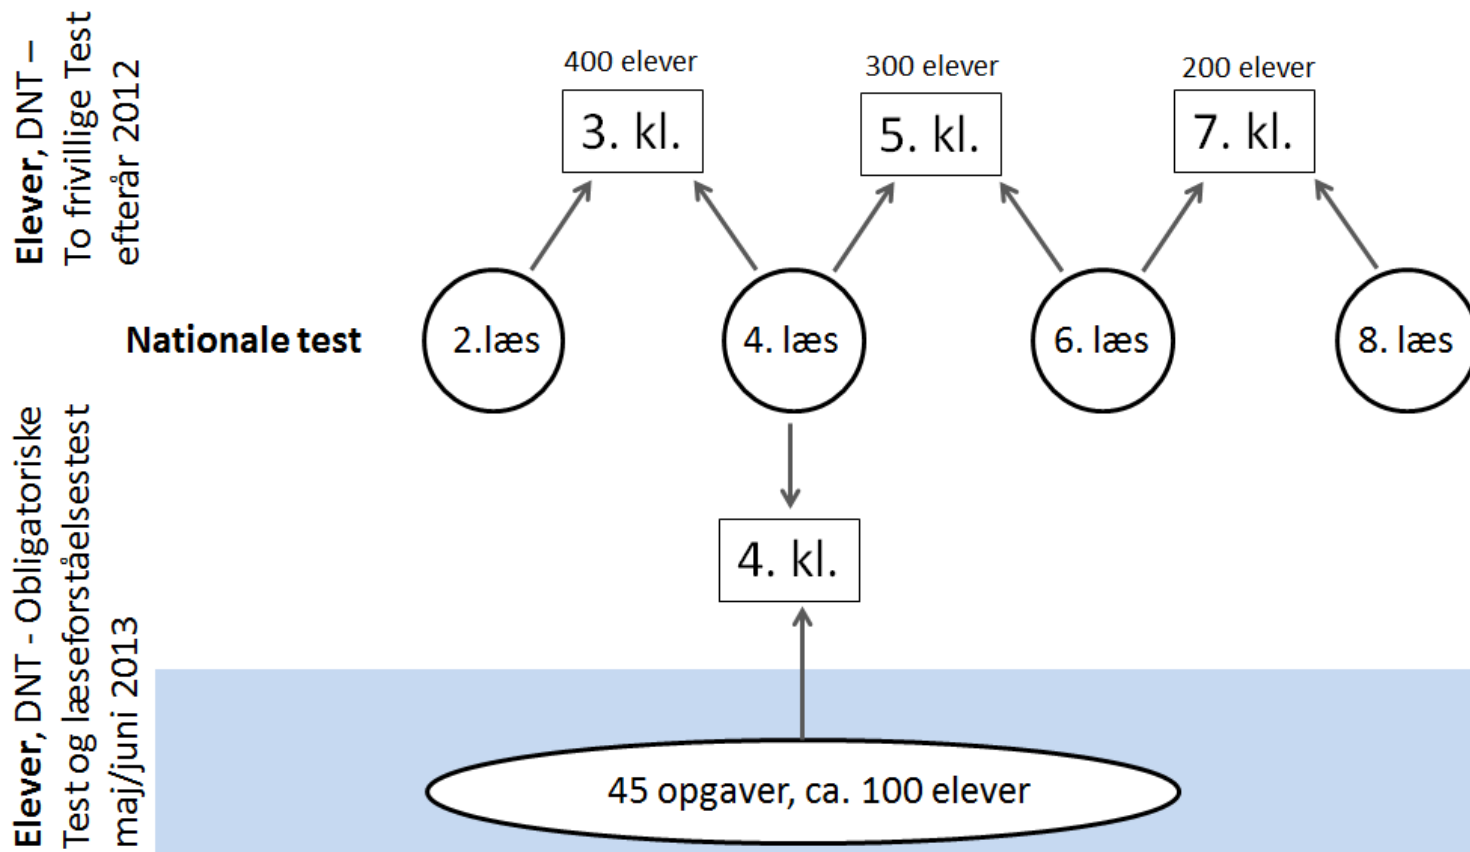 Elever, DNT –
To frivillige Test
efterår 2012
400 elever
300 elever
200 elever
3. kl.
5. kl.
7. kl.
Nationale test
2.læs
4. læs
6. læs
8. læs
Elever, DNT - Obligatoriske
Test og læseforståelsestest
maj/juni 2013
4. kl.
45 opgaver, ca. 100 elever